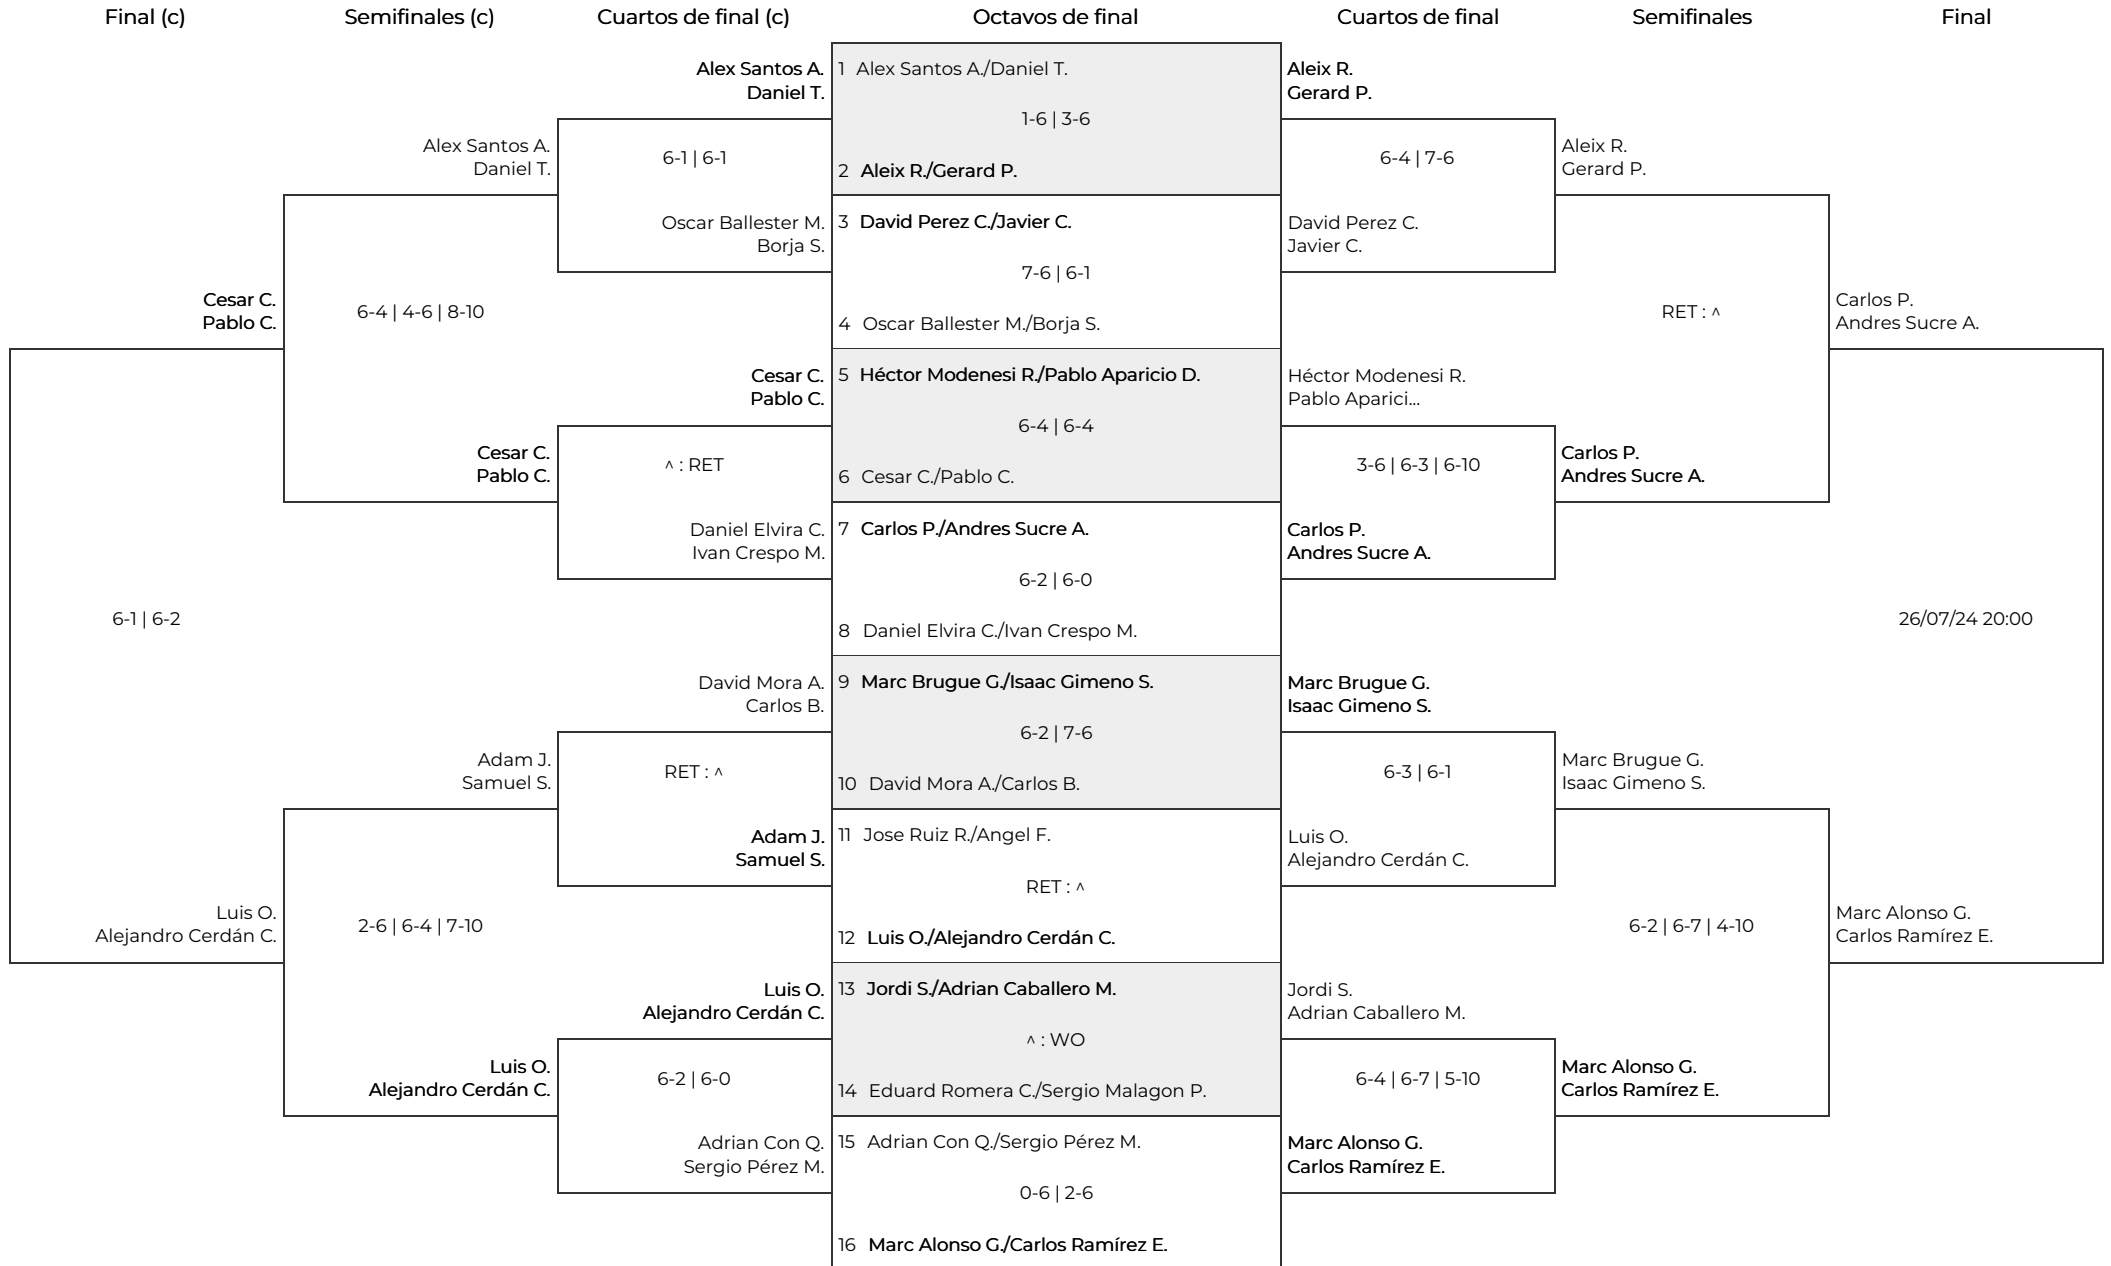 Final (c)
Semifinales (c)
Cuartos de final (c)
Octavos de final
Cuartos de final
Semifinales
Final
Cesar C.
Pablo C.
6-1 | 6-2
Luis O.
Alejandro Cerdán C.
Alex Santos A.
Daniel T.
6-4 | 4-6 | 8-10
Cesar C.
Pablo C.
Adam J.
Samuel S.
2-6 | 6-4 | 7-10
Luis O.
Alejandro Cerdán C.
Alex Santos A.
Daniel T.
6-1 | 6-1
Oscar Ballester M.
Borja S.
Cesar C.
Pablo C.
^ : RET
Daniel Elvira C.
Ivan Crespo M.
David Mora A.
Carlos B.
RET : ^
Adam J.
Samuel S.
Luis O.
Alejandro Cerdán C.
6-2 | 6-0
Adrian Con Q.
Sergio Pérez M.
1 Alex Santos A./Daniel T.
1-6 | 3-6
2 Aleix R./Gerard P.
3 David Perez C./Javier C.
7-6 | 6-1
4 Oscar Ballester M./Borja S.
5 Héctor Modenesi R./Pablo Aparicio D.
6-4 | 6-4
6 Cesar C./Pablo C.
7 Carlos P./Andres Sucre A.
6-2 | 6-0
8 Daniel Elvira C./Ivan Crespo M.
9 Marc Brugue G./Isaac Gimeno S.
6-2 | 7-6
10 David Mora A./Carlos B.
11 Jose Ruiz R./Angel F.
RET : ^
12 Luis O./Alejandro Cerdán C.
13 Jordi S./Adrian Caballero M.
^ : WO
14 Eduard Romera C./Sergio Malagon P.
15 Adrian Con Q./Sergio Pérez M.
0-6 | 2-6
16 Marc Alonso G./Carlos Ramírez E.
Aleix R.
Gerard P.
6-4 | 7-6
David Perez C.
Javier C.
Héctor Modenesi R.
Pablo Aparici...
3-6 | 6-3 | 6-10
Carlos P.
Andres Sucre A.
Marc Brugue G.
Isaac Gimeno S.
6-3 | 6-1
Luis O.
Alejandro Cerdán C.
Jordi S.
Adrian Caballero M.
6-4 | 6-7 | 5-10
Marc Alonso G.
Carlos Ramírez E.
Aleix R.
Gerard P.
RET : ^
Carlos P.
Andres Sucre A.
Marc Brugue G.
Isaac Gimeno S.
6-2 | 6-7 | 4-10
Marc Alonso G.
Carlos Ramírez E.
Carlos P.
Andres Sucre A.
26/07/24 20:00
Marc Alonso G.
Carlos Ramírez E.